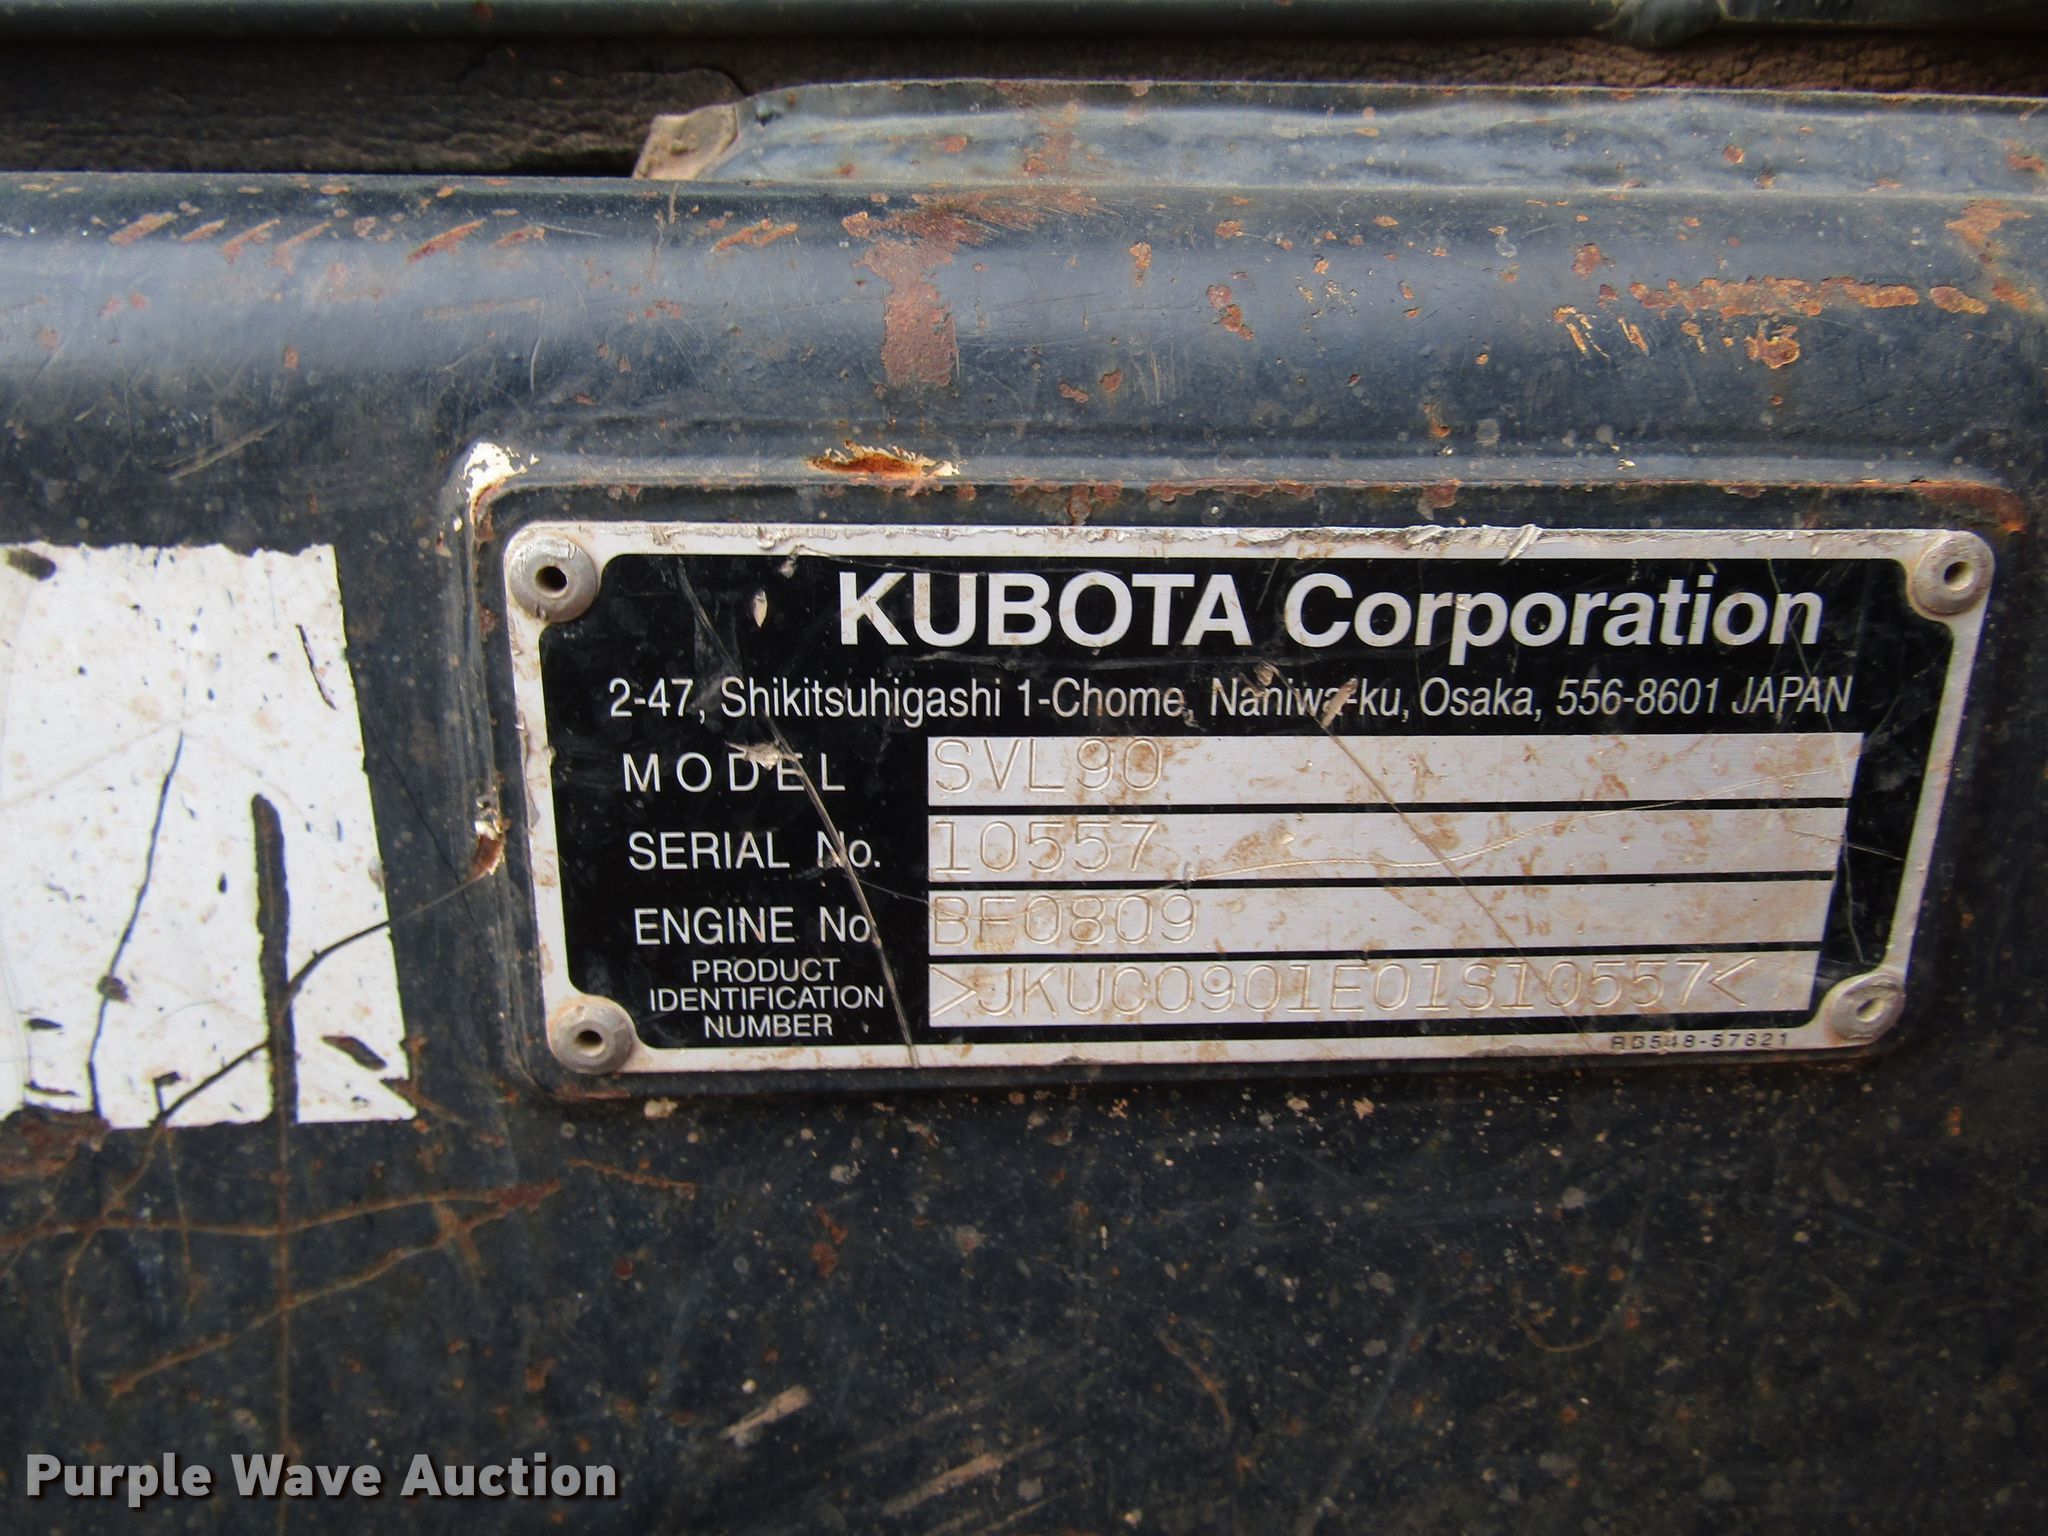 KUBOTA Corporation
2-47, Shikitsuhigashi 1-Chome, Naniwa-ku, Osaka, 556-8601 JAPAN
MODEL SVL90
SERIAL No. 10557
ENGINE No. BF0809
PRODUCT
IDENTIFICATION
NUMBER >JKUC0901E01S10557<
RB548-57821
Purple Wave Auction